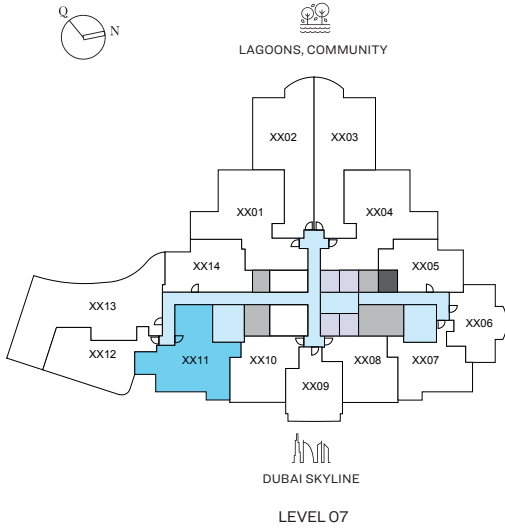 Q
N
LAGOONS, COMMUNITY
XX02
XX03
XX01
XX04
XX14
XX05
XX13
XX06
XX12
XX11
XX10
XX08
XX07
XX09
DUBAI SKYLINE
LEVEL 07